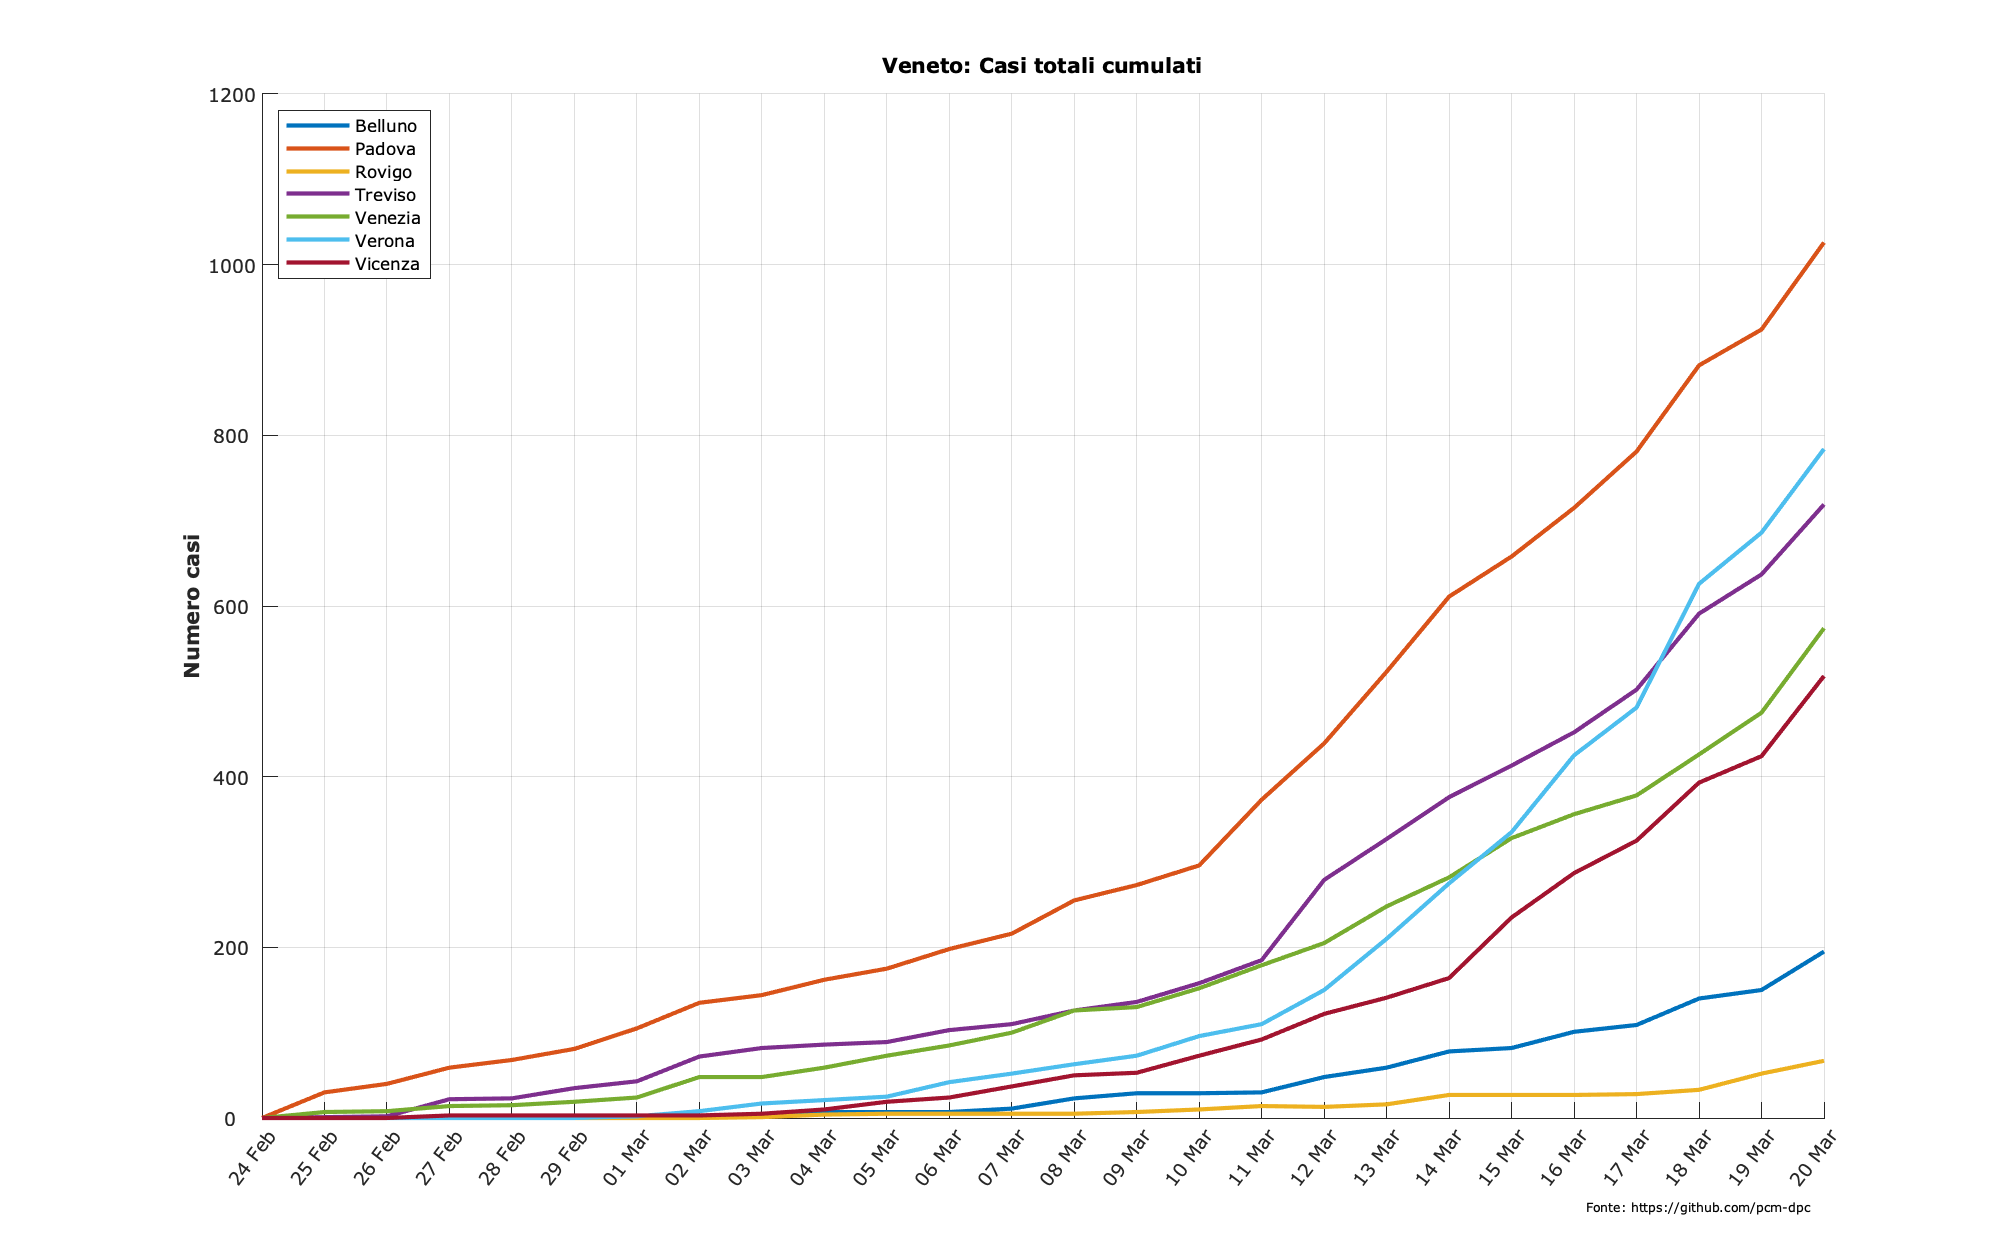 Veneto: Casi totali cumulati
1200
1000
800
600
400
200
0
Numero casi
Belluno
Padova
Rovigo
Treviso
Venezia
Verona
Vicenza
24 Feb
25 Feb
26 Feb
27 Feb
28 Feb
29 Feb
01 Mar
02 Mar
03 Mar
04 Mar
05 Mar
06 Mar
07 Mar
08 Mar
09 Mar
10 Mar
11 Mar
12 Mar
13 Mar
14 Mar
15 Mar
16 Mar
17 Mar
18 Mar
19 Mar
20 Mar
Fonte: https://github.com/pcm-dpc